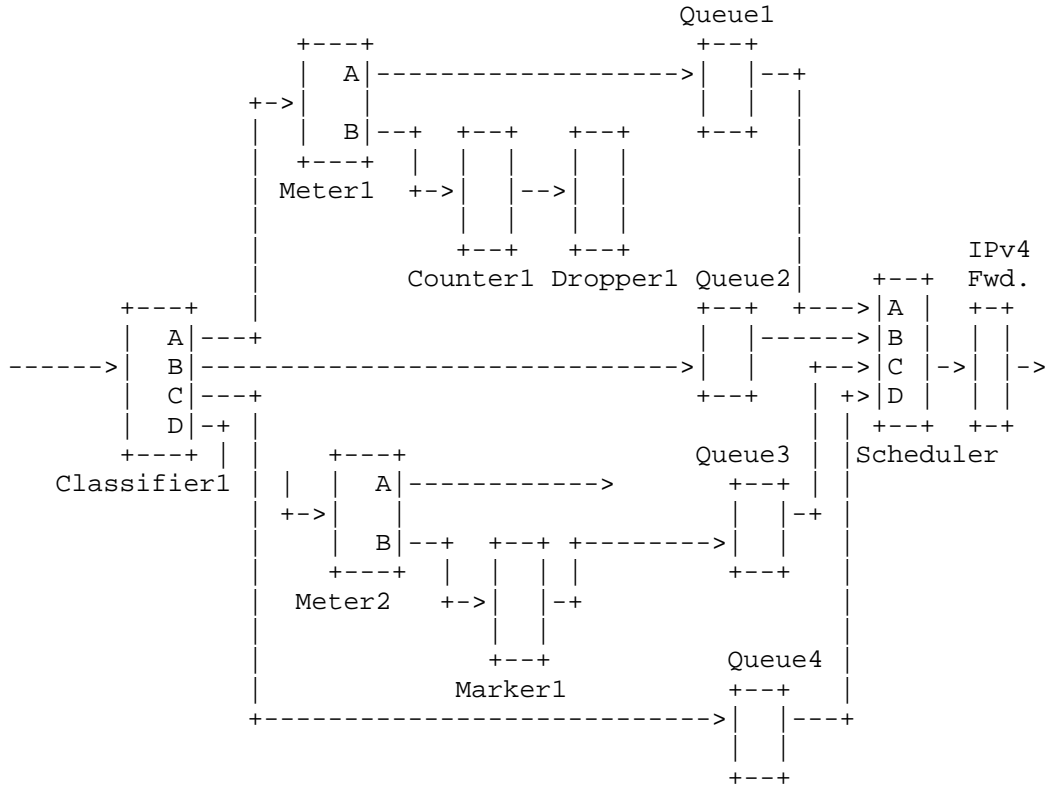 Queue1
                    +---+                     +--+
                    |  A|-------------------->|  |--+
                 +->|   |                     |  |  |
                 |  |  B|--+  +--+   +--+     +--+  |
                 |  +---+  |  |  |   |  |           |
                 | Meter1  +->|  |-->|  |           |
                 |            |  |   |  |           |
                 |            +--+   +--+           |          IPv4
                 |         Counter1 Dropper1 Queue2|    +--+   Fwd.
         +---+   |                           +--+   +--->|A |   +-+
         |  A|---+                           |  |------>|B |   | |
 ------->|  B|------------------------------>|  |   +-->|C |->| |->
         |  C|---+                           +--+   | +>|D |   | |
         |  D|-+ |                                  | | +--+   +-+
         +---+ | |    +---+                  Queue3 | |Scheduler
    Classifier1 | |   |  A|------------>       +--+ | |
                 | +->|   |                    |  |-+ |
                 |    |  B|--+  +--+ +-------->|  |   |
                 |    +---+  |  |  | |         +--+   |
                 |  Meter2   +->|  |-+                |
                 |              |  |                  |
                 |              +--+           Queue4 |
                 |            Marker1          +--+   |
                 +---------------------------->|  |---+
                                               |  |
                                               +--+